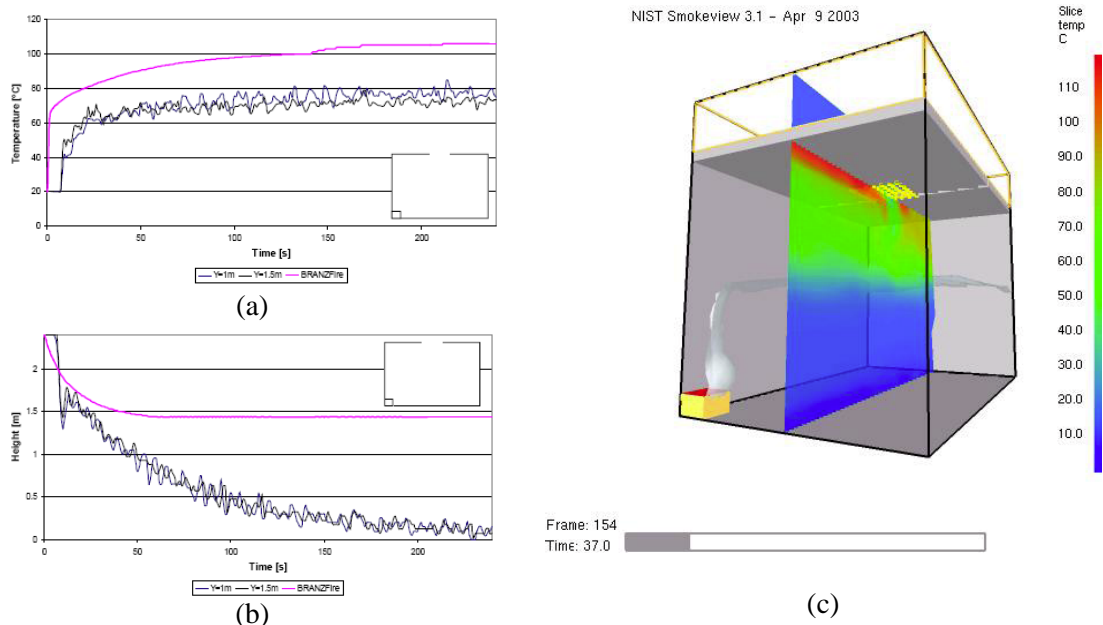 120
100
80
60
40
20
0
Temperature [°C]
0 50 100 150 200
Time [s]
Y=1m Y=1.5m BRANZFire
(a)
2
1.5
1
0.5
0
Height [m]
0 50 100 150 200
Time [s]
Y=1m Y=1.5m BRANZFire
(b)
NIST Smokeview 3.1 - Apr 9 2003
Slice
temp
C
110
100
90.0
80.0
70.0
60.0
50.0
40.0
30.0
20.0
10.0
Frame: 154
Time: 37.0
(c)